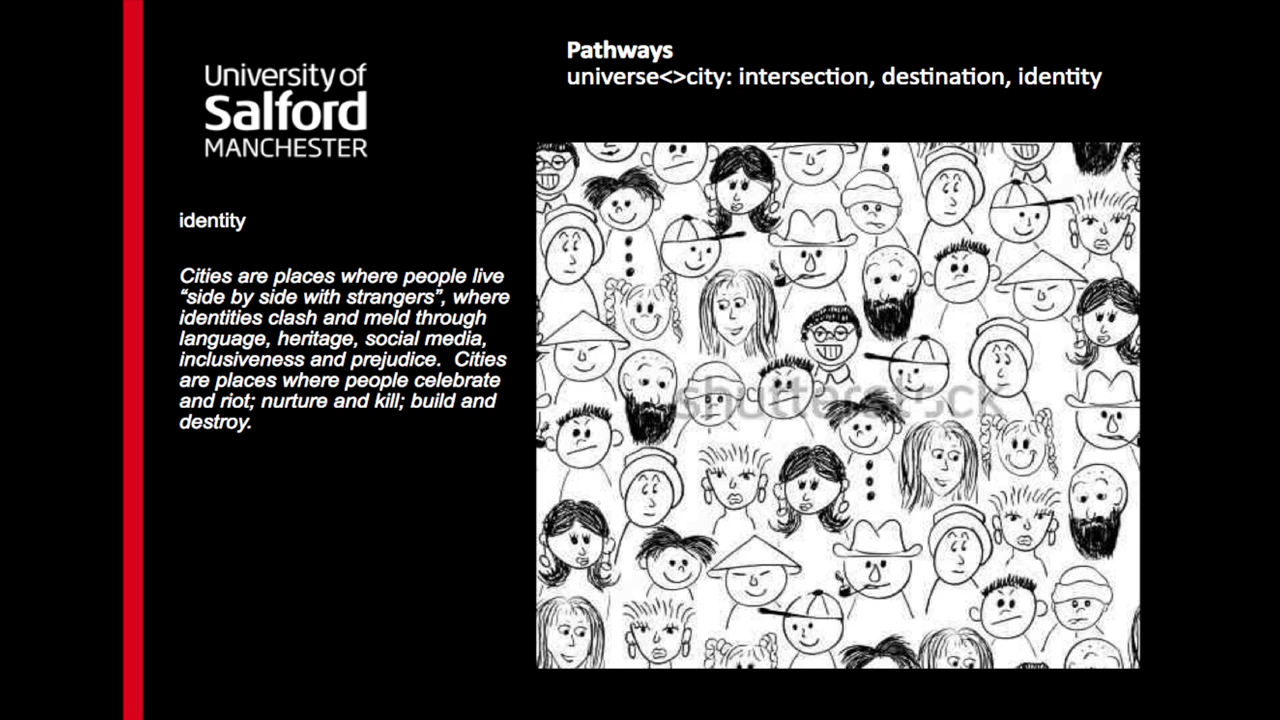 University of
Salford
MANCHESTER
Pathways
universe<>city: intersection, destination, identity
identity
Cities are places where people live
“side by side with strangers”, where
identities clash and meld through
language, heritage, social media,
inclusiveness and prejudice.  Cities
are places where people celebrate
and riot; nurture and kill; build and
destroy.
shutterstock